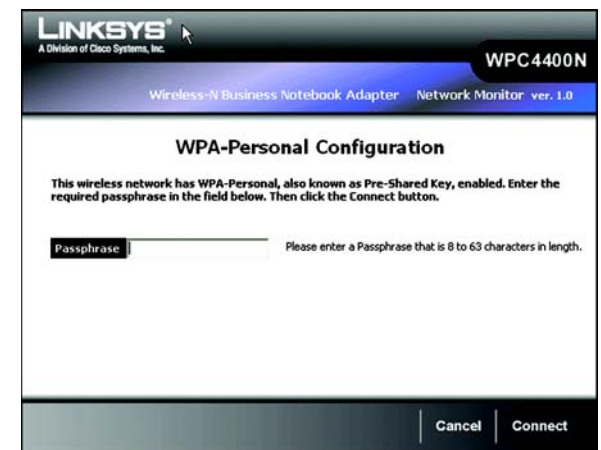 LINKSYS®
A Division of Cisco Systems, Inc.
WPC4400N
Wireless-N Business Notebook Adapter Network Monitor ver. 1.0
WPA-Personal Configuration
This wireless network has WPA-Personal, also known as Pre-Shared Key, enabled. Enter the
required passphrase in the field below. Then click the Connect button.
Passphrase Please enter a Passphrase that is 8 to 63 characters in length.
Cancel Connect